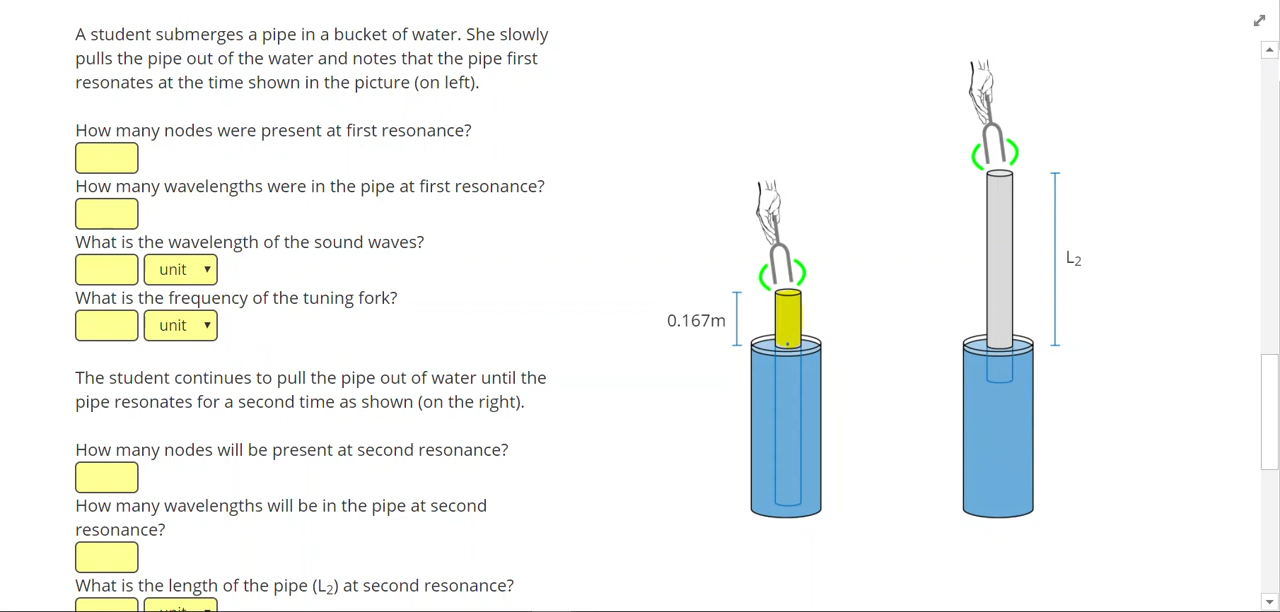 A student submerges a pipe in a bucket of water. She slowly
pulls the pipe out of the water and notes that the pipe first
resonates at the time shown in the picture (on left).
How many nodes were present at first resonance?
How many wavelengths were in the pipe at first resonance?
What is the wavelength of the sound waves?
unit
What is the frequency of the tuning fork?
unit
The student continues to pull the pipe out of water until the
pipe resonates for a second time as shown (on the right).
How many nodes will be present at second resonance?
How many wavelengths will be in the pipe at second
resonance?
What is the length of the pipe (L₂) at second resonance?
unit
0.167m
L₂